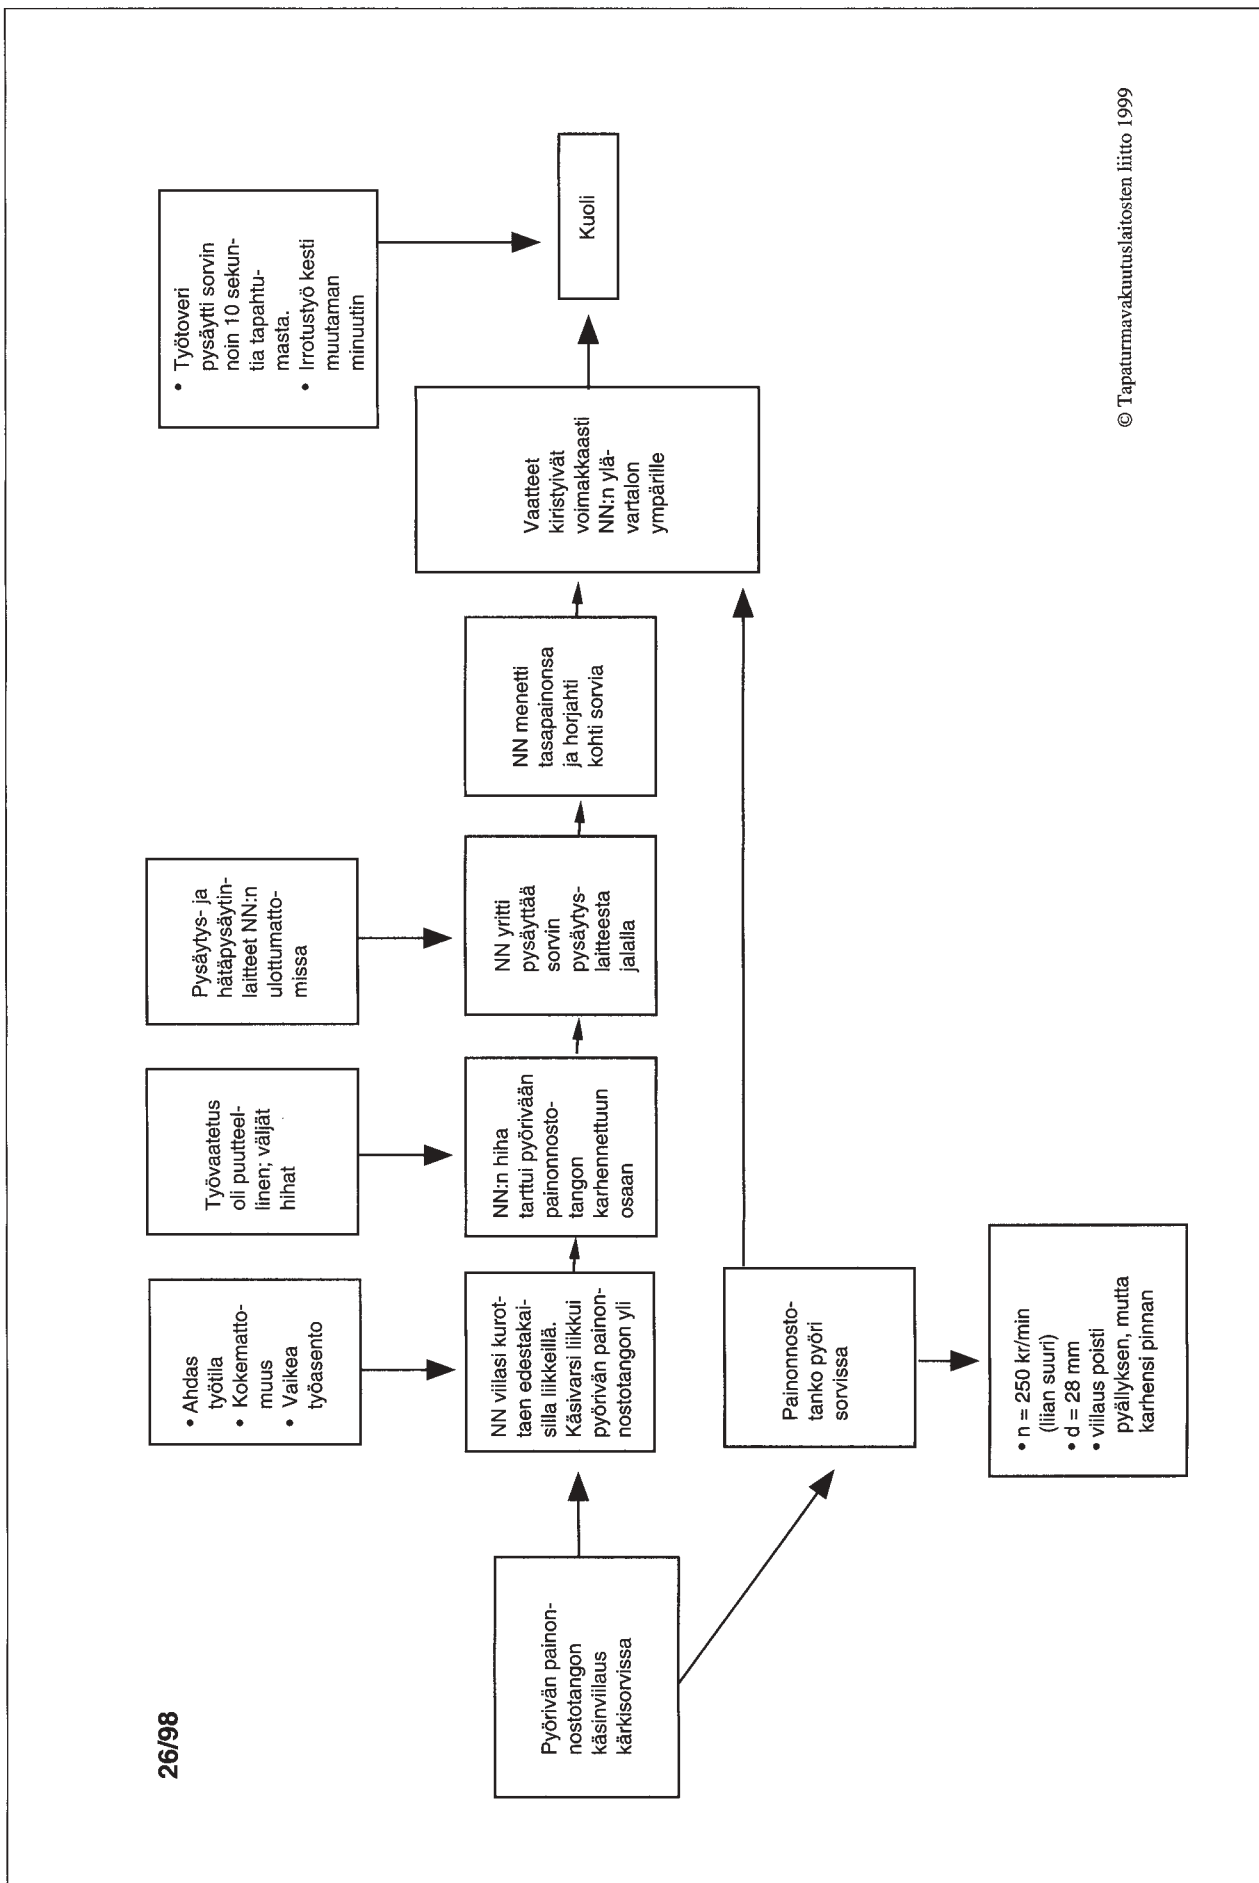 26/98
Pyörivän painon-
nostotangon
käsinviilaus
kärkisorvissa
• Ahdas
työtila
• Kokematto-
muus
• Vaikea
työasento
NN viilasi kurot-
taen edestakai-
silla liikkeillä.
Käsivarsi liikkui
pyörivän painon-
nostotangon yli
Painonnosto-
tanko pyöri
sorvissa
• n = 250 kr/min
(liian suuri)
• d = 28 mm
• viilaus poisti
pyällyksen, mutta
karhensi pinnan
Työvaatetus
oli puutteel-
linen; väljät
hihat
NN:n hiha
tarttui pyörivään
painonnosto-
tangon
karhennettuun
osaan
Pysäytys- ja
hätäpysäytin-
laitteet NN:n
ulottumatto-
missa
NN yritti
pysäyttää
sorvin
pysäytys-
laitteesta
jalalla
NN menetti
tasapainonsa
ja horjahti
kohti sorvia
Vaatteet
kiristyivät
voimakkaasti
NN:n ylä-
vartalon
ympärille
• Työtoveri
pysäytti sorvin
noin 10 sekun-
tia tapahtu-
masta.
• Irrotustyö kesti
muutaman
minuutin
Kuoli
© Tapaturmavakuutuslaitosten liitto 1999